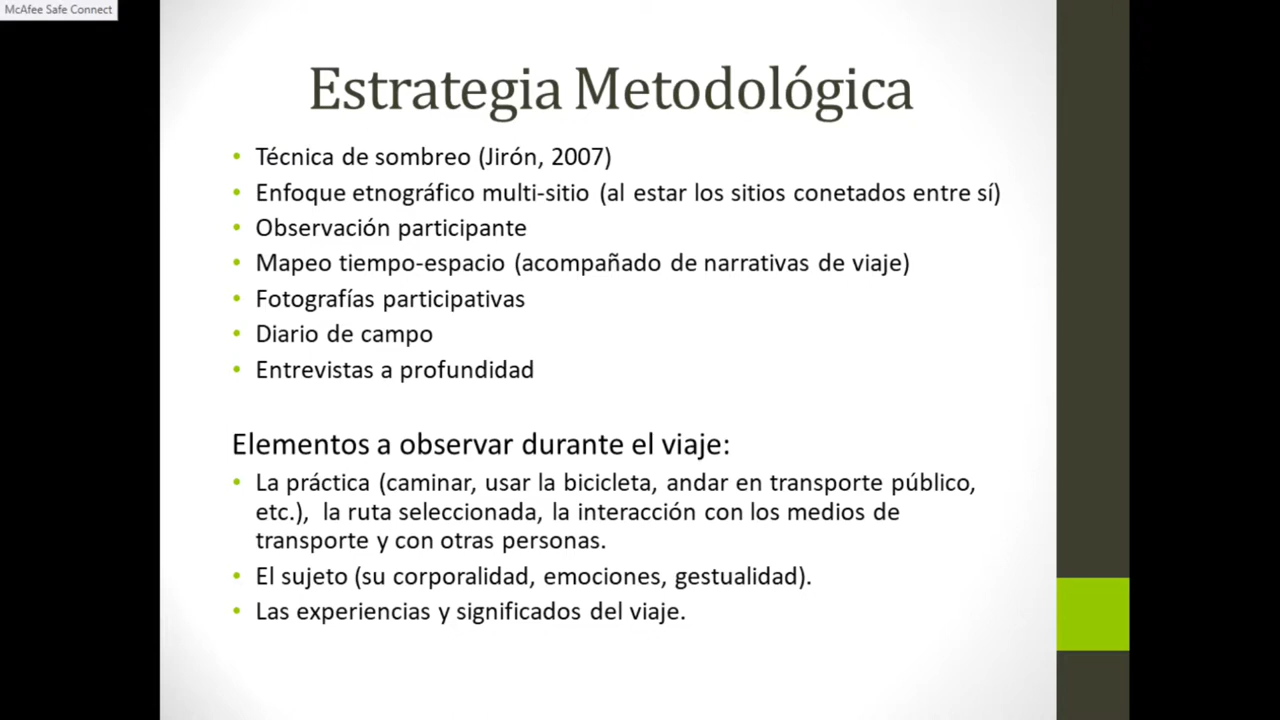 McAfee Safe Connect
Estrategia Metodológica
• Técnica de sombreo (Jirón, 2007)
• Enfoque etnográfico multi-sitio (al estar los sitios conetados entre sí)
• Observación participante
• Mapeo tiempo-espacio (acompañado de narrativas de viaje)
• Fotografías participativas
• Diario de campo
• Entrevistas a profundidad
Elementos a observar durante el viaje:
• La práctica (caminar, usar la bicicleta, andar en transporte público,
etc.), la ruta seleccionada, la interacción con los medios de
transporte y con otras personas.
• El sujeto (su corporalidad, emociones, gestualidad).
• Las experiencias y significados del viaje.